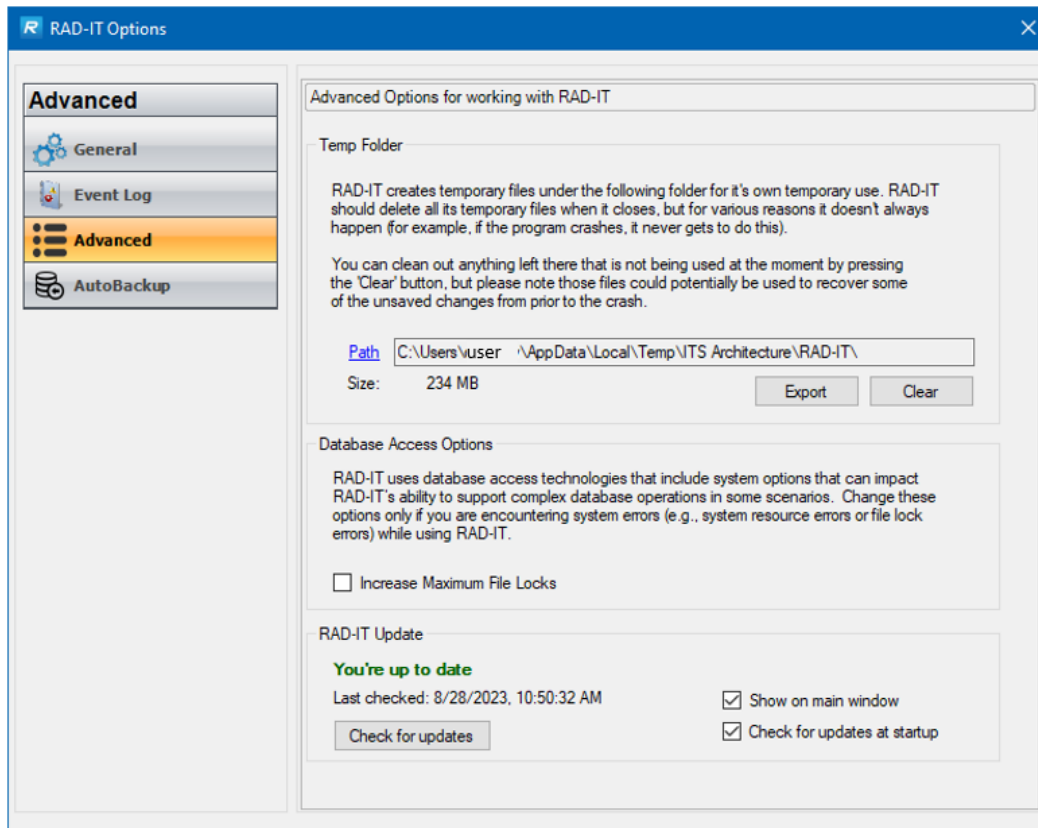 RAD-IT Options
Advanced
General
Event Log
Advanced
AutoBackup
Advanced Options for working with RAD-IT
Temp Folder
RAD-IT creates temporary files under the following folder for it's own temporary use. RAD-IT
should delete all its temporary files when it closes, but for various reasons it doesn't always
happen (for example, if the program crashes, it never gets to do this).
You can clean out anything left there that is not being used at the moment by pressing
the 'Clear' button, but please note those files could potentially be used to recover some
of the unsaved changes from prior to the crash.
Path C:\Users\user \AppData\Local\Temp\ITS Architecture\RAD-IT\
Size: 234 MB
Export Clear
Database Access Options
RAD-IT uses database access technologies that include system options that can impact
RAD-IT's ability to support complex database operations in some scenarios. Change these
options only if you are encountering system errors (e.g., system resource errors or file lock
errors) while using RAD-IT.
Increase Maximum File Locks
RAD-IT Update
You're up to date
Last checked: 8/28/2023, 10:50:32 AM
Show on main window
Check for updates
Check for updates at startup